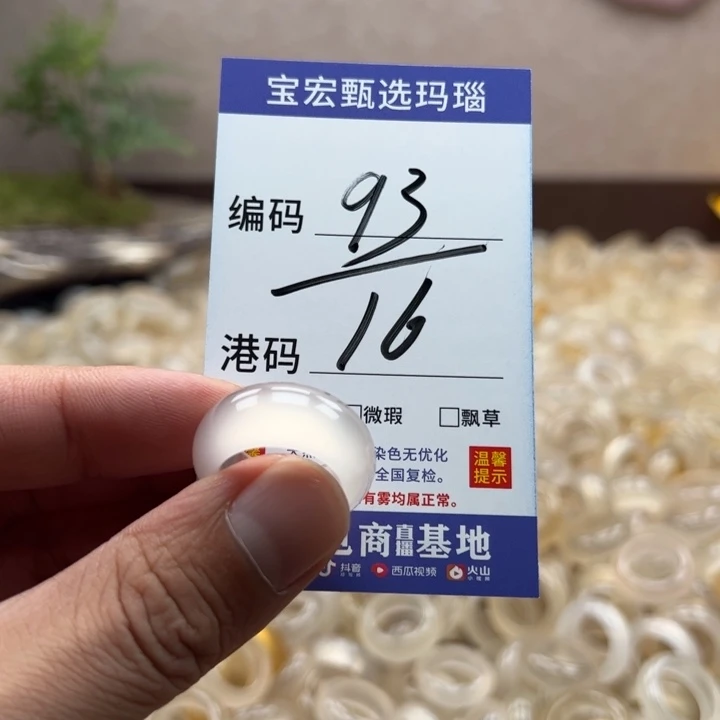 宝宏甄选玛瑙
编码 93
港码 16
微瑕 飘草
染色无优化
全国复检。
温馨
提示
有雾均属正常。
电商直播基地
抖音 西瓜视频 火山